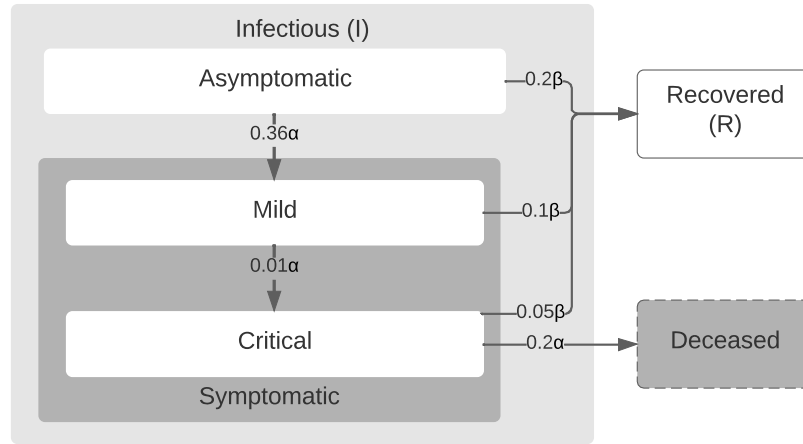 Infectious (I)
Asymptomatic
0.2β
Recovered
(R)
0.36α
Mild
0.1β
0.01α
0.05β
Critical
0.2α
Deceased
Symptomatic